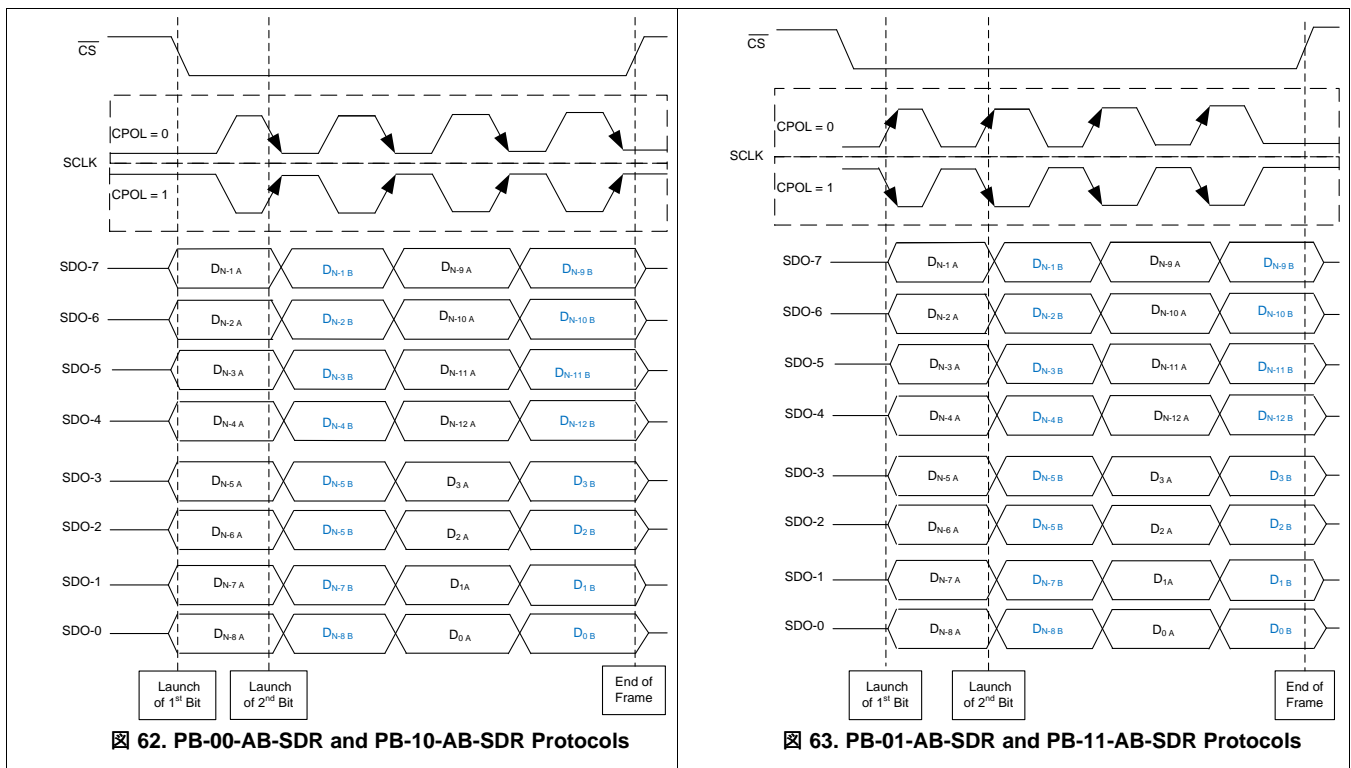 CS
CPOL = 0
SCLK
CPOL = 1
SDO-7 DN-1 A DN-1 B DN-9 A DN-9 B
SDO-6 DN-2 A DN-2 B DN-10 A DN-10 B
SDO-5 DN-3 A DN-3 B DN-11 A DN-11 B
SDO-4 DN-4 A DN-4 B DN-12 A DN-12 B
SDO-3 DN-5 A DN-5 B D3 A D3 B
SDO-2 DN-6 A DN-5 B D2 A D2 B
SDO-1 DN-7 A DN-7 B D1A D1 B
SDO-0 DN-8 A DN-8 B D0 A D0 B
Launch
of 1st Bit
Launch
of 2nd Bit
End of
Frame
図 62. PB-00-AB-SDR and PB-10-AB-SDR Protocols
CS
CPOL = 0
SCLK
CPOL = 1
SDO-7 DN-1 A DN-1 B DN-9 A DN-9 B
SDO-6 DN-2 A DN-2 B DN-10 A DN-10 B
SDO-5 DN-3 A DN-3 B DN-11 A DN-11 B
SDO-4 DN-4 A DN-4 B DN-12 A DN-12 B
SDO-3 DN-5 A DN-5 B D3 A D3 B
SDO-2 DN-6 A DN-5 B D2 A D2 B
SDO-1 DN-7 A DN-7 B D1A D1 B
SDO-0 DN-8 A DN-8 B D0 A D0 B
Launch
of 1st Bit
Launch
of 2nd Bit
End of
Frame
図 63. PB-01-AB-SDR and PB-11-AB-SDR Protocols